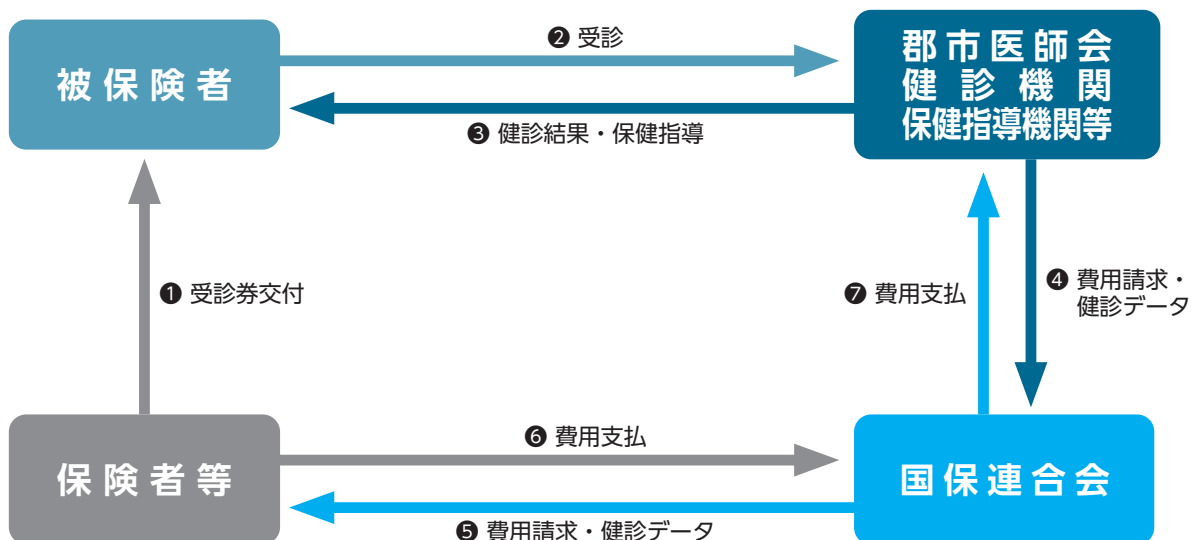 ❷ 受診
被保険者
郡市医師会
健診機関
保健指導機関等
❸ 健診結果・保健指導
❶ 受診券交付
❼ 費用支払
❹ 費用請求・
健診データ
❻ 費用支払
保険者等
国保連合会
❺ 費用請求・健診データ